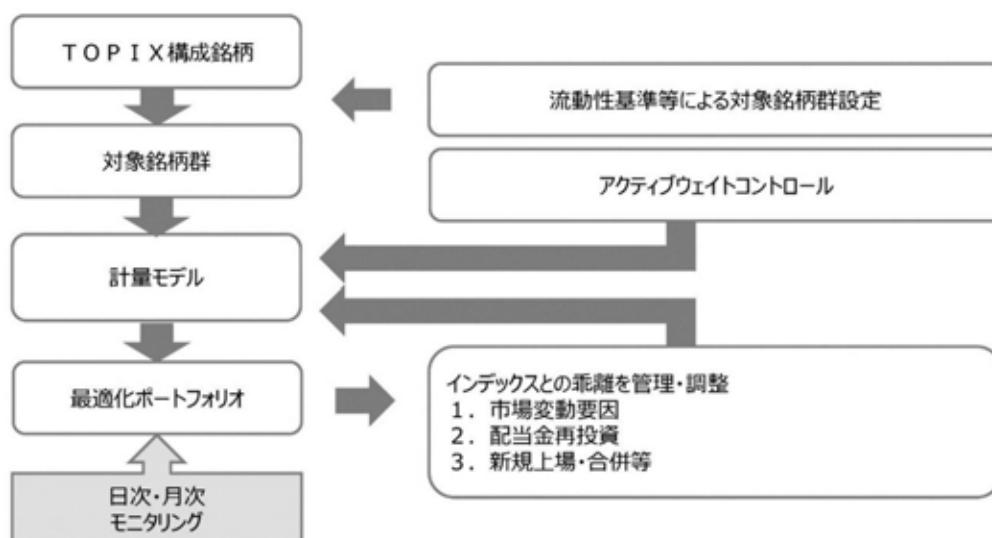 ＴＯＰＩＸ構成銘柄
流動性基準等による対象銘柄群設定
対象銘柄群
アクティブウェイトコントロール
計量モデル
最適化ポートフォリオ
インデックスとの乖離を管理・調整
１．市場変動要因
２．配当金再投資
３．新規上場・合併等
日次・月次
モニタリング